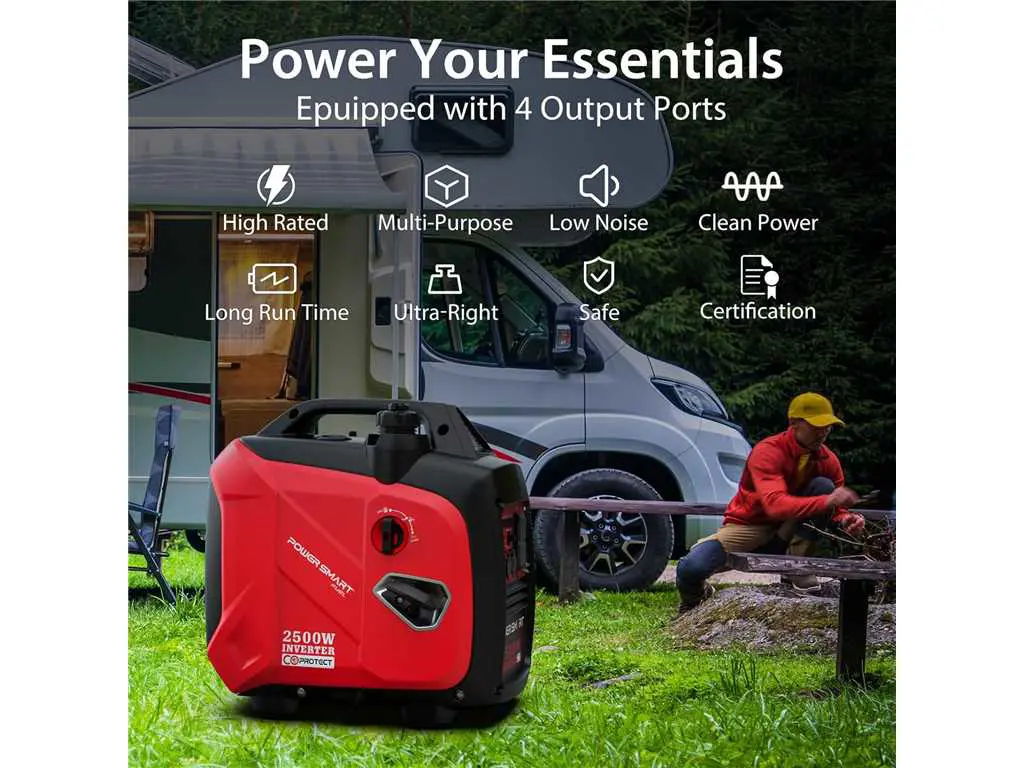 Power Your Essentials
Epuipped with 4 Output Ports
High Rated
Multi-Purpose
Low Noise
Clean Power
Long Run Time
Ultra-Right
Safe
Certification
POWERSMART
FUEL
2500W
INVERTER
CO PROTECT